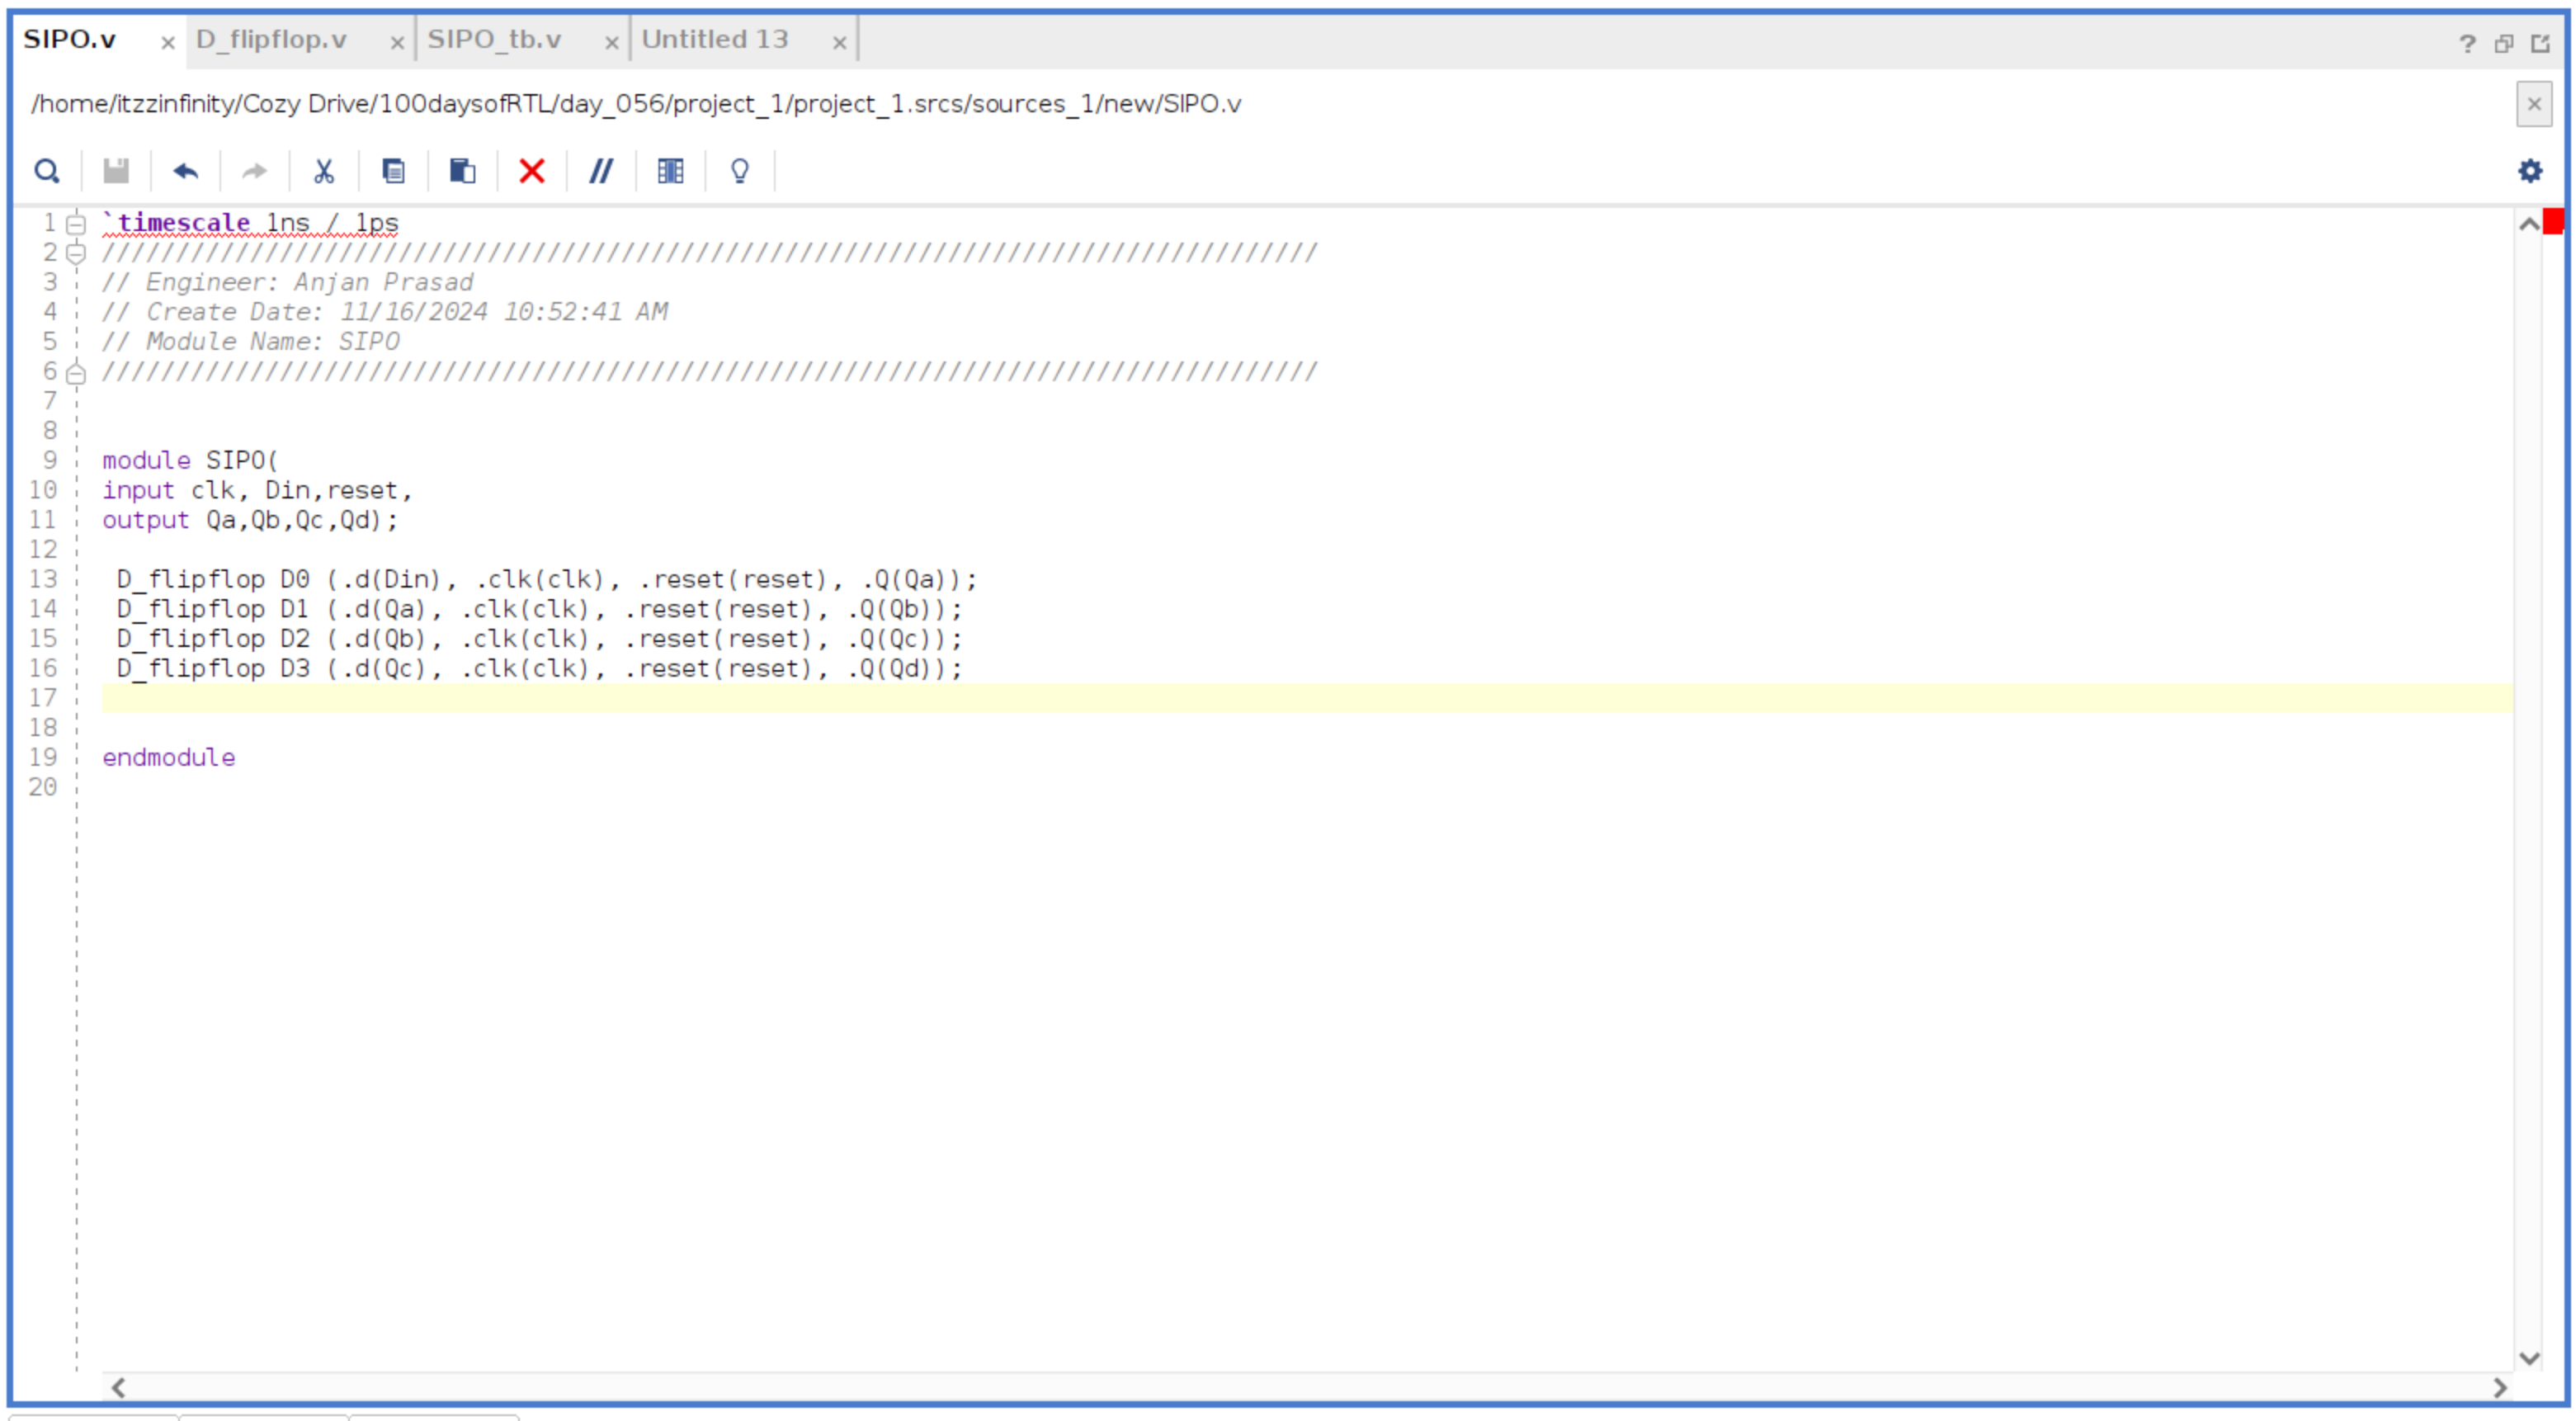 SIPO.v × D_flipflop.v × SIPO_tb.v × Untitled 13 × ?
/home/itzzinfinity/Cozy Drive/100daysofRTL/day_056/project_1/project_1.srcs/sources_1/new/SIPO.v
1 `timescale 1ns / 1ps
2 ///////////////////////////////////////////////////////////////////////////////////
3 // Engineer: Anjan Prasad
4 // Create Date: 11/16/2024 10:52:41 AM
5 // Module Name: SIPO
6 ///////////////////////////////////////////////////////////////////////////////////
7
8
9 module SIPO(
10 input clk, Din,reset,
11 output Qa,Qb,Qc,Qd);
12
13 D_flipflop D0 (.d(Din), .clk(clk), .reset(reset), .Q(Qa));
14 D_flipflop D1 (.d(Qa), .clk(clk), .reset(reset), .Q(Qb));
15 D_flipflop D2 (.d(Qb), .clk(clk), .reset(reset), .Q(Qc));
16 D_flipflop D3 (.d(Qc), .clk(clk), .reset(reset), .Q(Qd));
17
18
19 endmodule
20